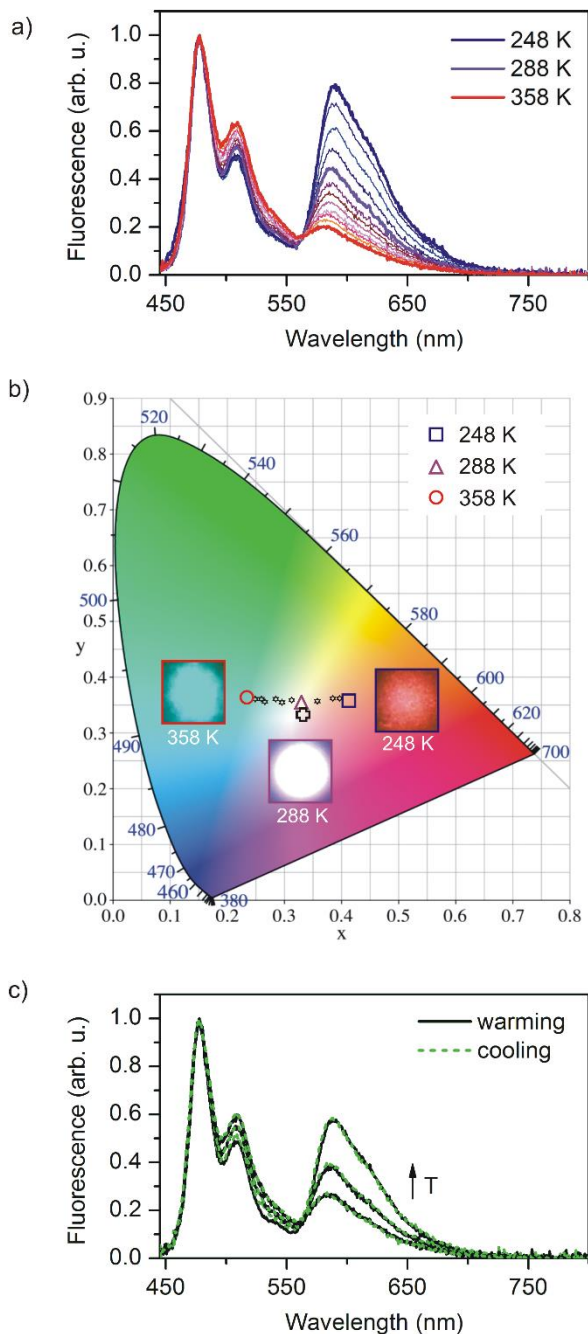 a)
Fluorescence (arb. u.)
1.0
0.8
0.6
0.4
0.2
0.0
248 K
288 K
358 K
450
550
650
750
Wavelength (nm)
b)
0.9
0.8
0.7
0.6
0.5
y
0.4
0.3
0.2
0.1
0.0
520
540
560
580
600
620
700
500
490
480
470
460
380
248 K
288 K
358 K
358 K
288 K
248 K
0.0
0.1
0.2
0.3
0.4
0.5
0.6
0.7
0.8
x
c)
Fluorescence (arb. u.)
1.0
0.8
0.6
0.4
0.2
0.0
warming
cooling
T
450
550
650
750
Wavelength (nm)